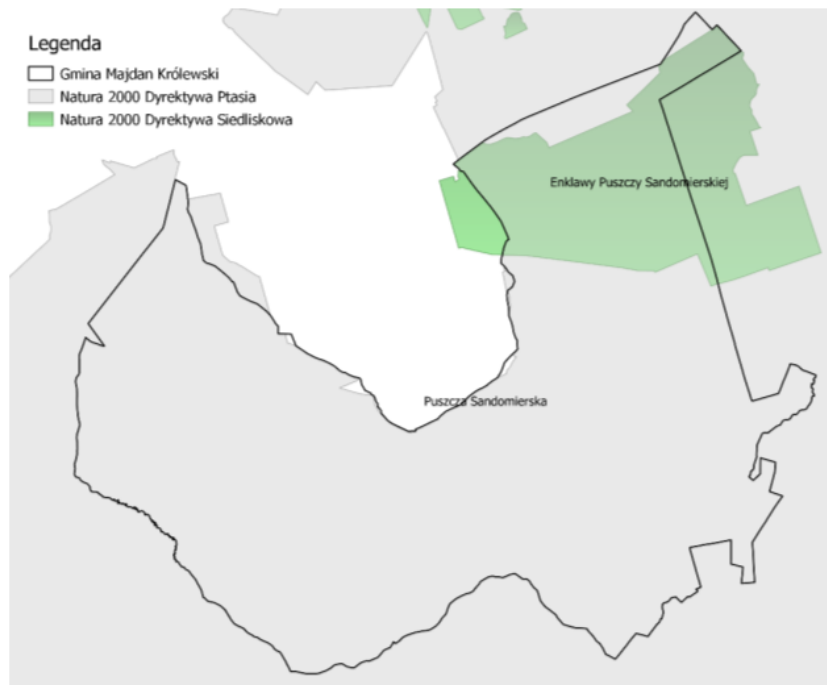 Legenda
Gmina Majdan Królewski
Natura 2000 Dyrektywa Ptasia
Natura 2000 Dyrektywa Siedliskowa
Enklawy Puszczy Sandomierskiej
Puszcza Sandomierska